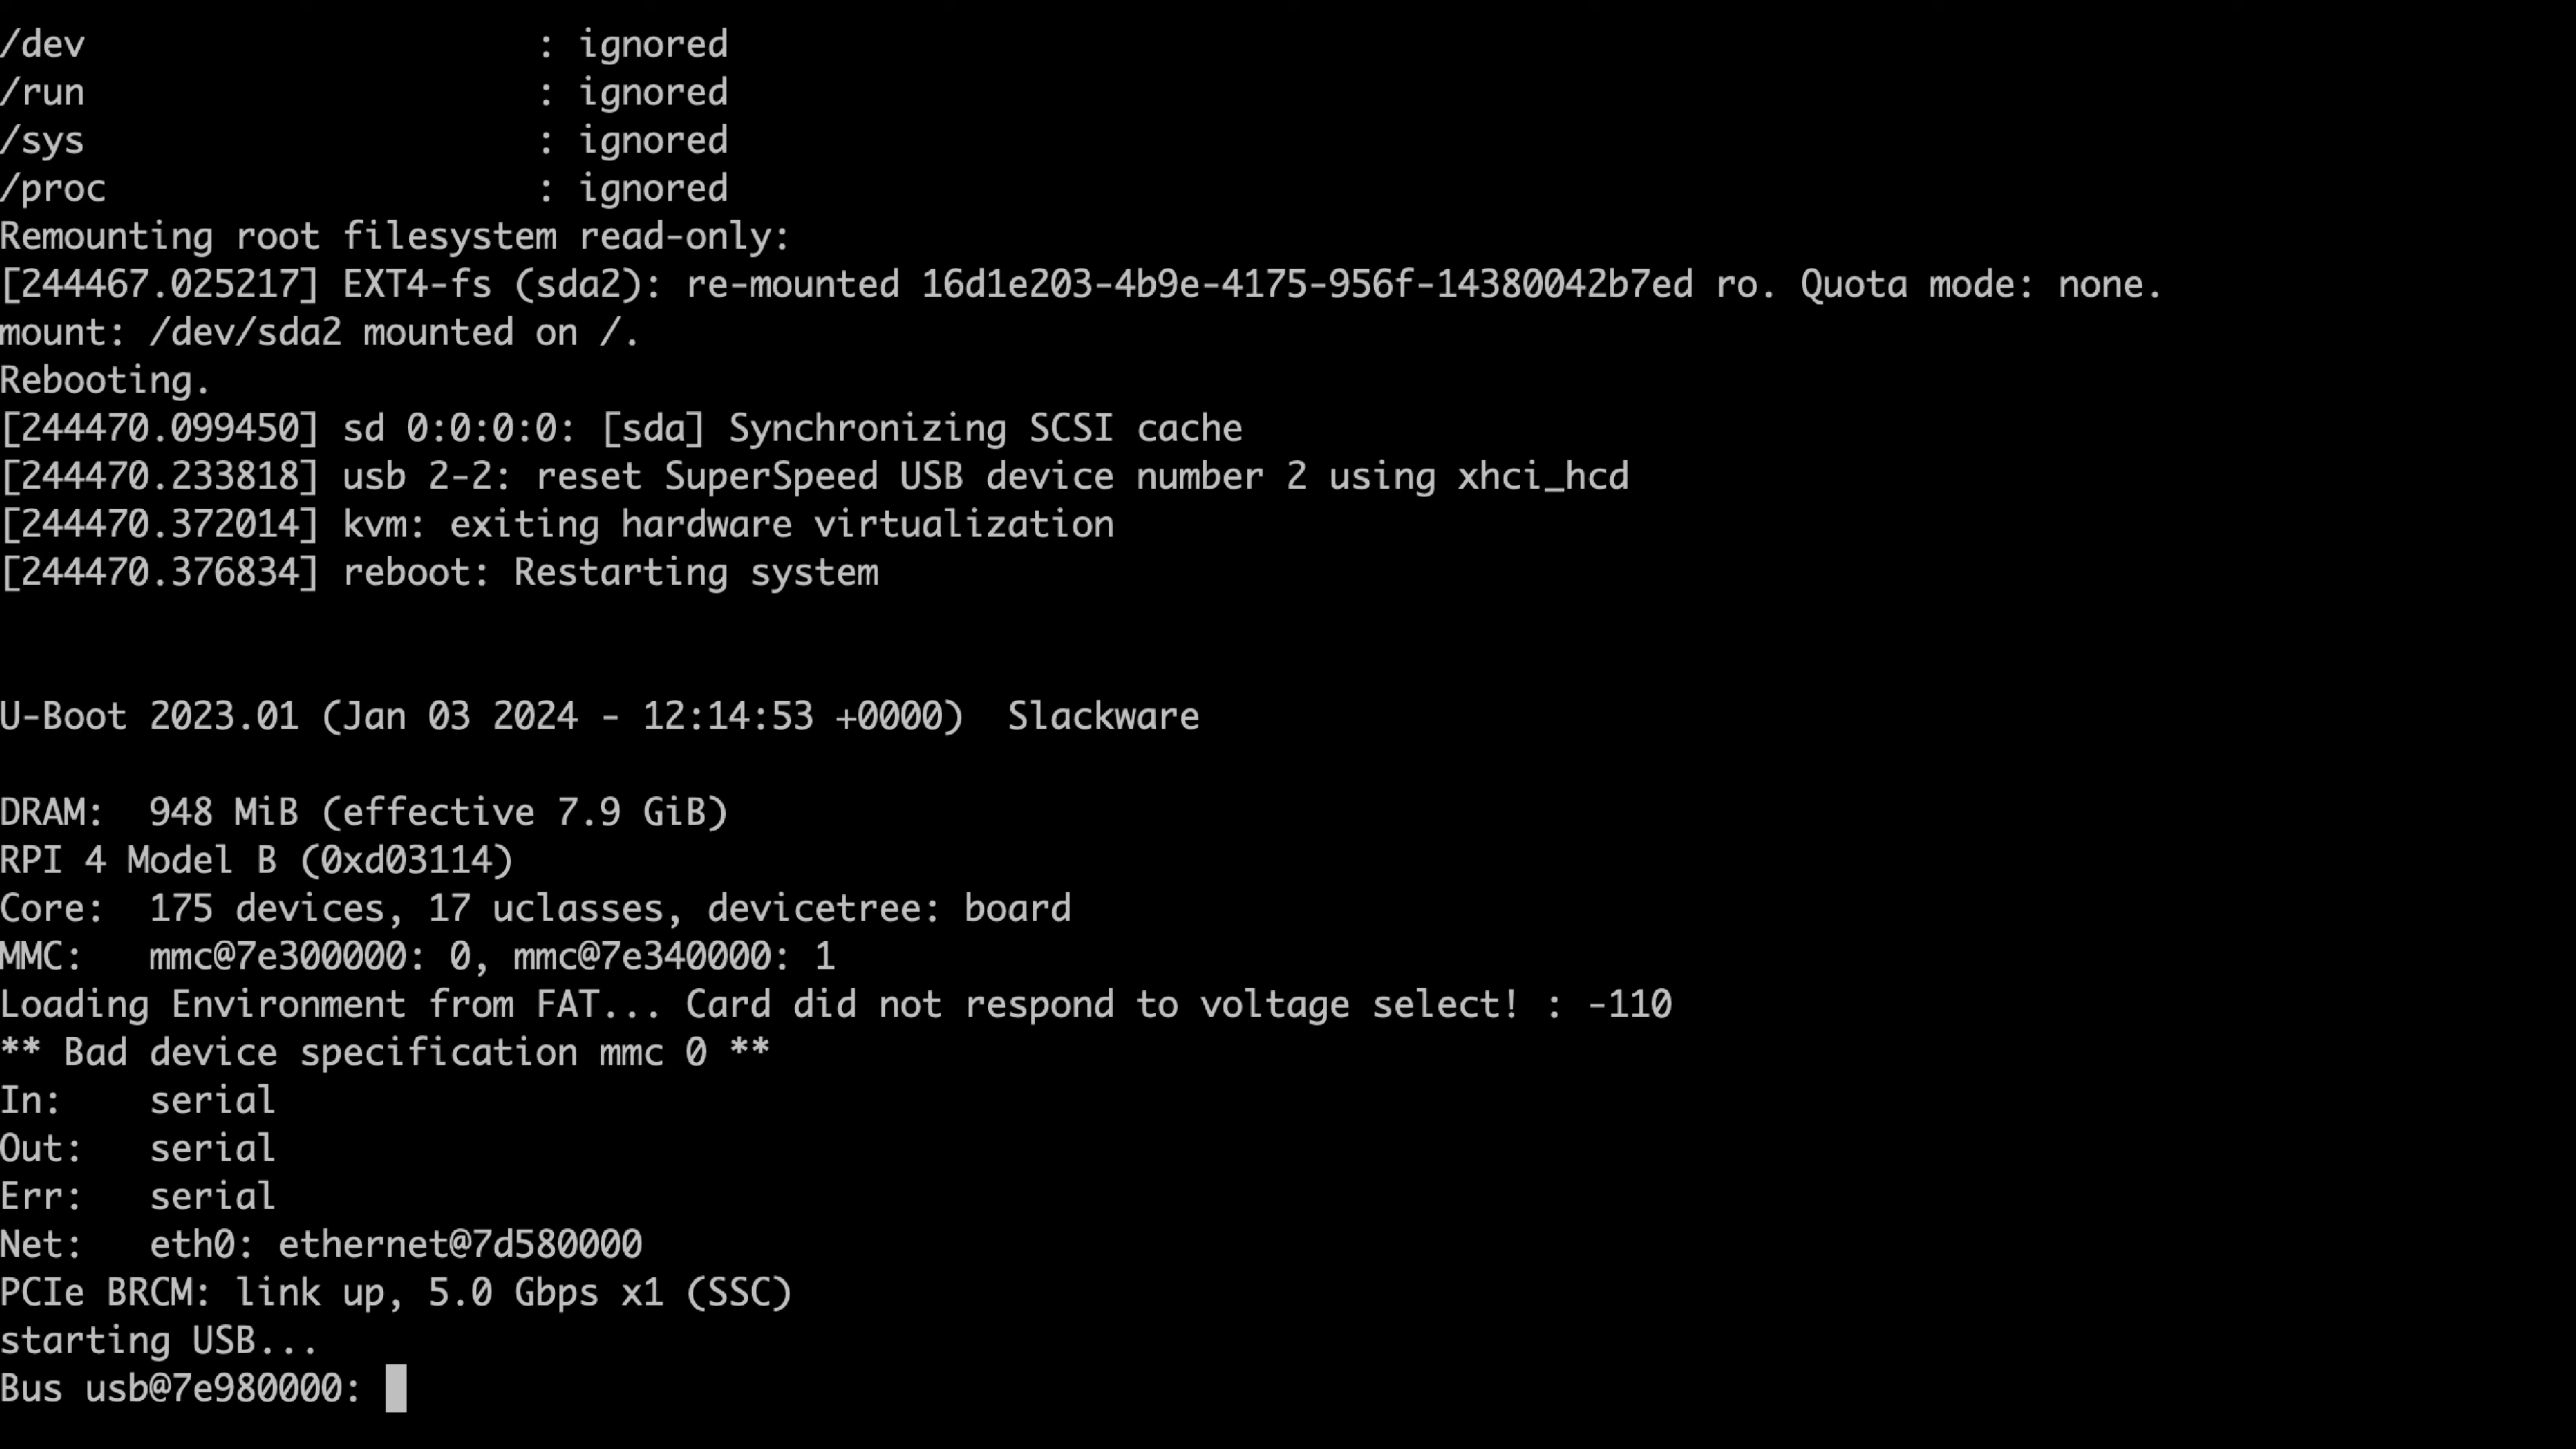 /dev                     : ignored
/run                     : ignored
/sys                     : ignored
/proc                    : ignored
Remounting root filesystem read-only:
[244467.025217] EXT4-fs (sda2): re-mounted 16d1e203-4b9e-4175-956f-14380042b7ed ro. Quota mode: none.
mount: /dev/sda2 mounted on /.
Rebooting.
[244470.099450] sd 0:0:0:0: [sda] Synchronizing SCSI cache
[244470.233818] usb 2-2: reset SuperSpeed USB device number 2 using xhci_hcd
[244470.372014] kvm: exiting hardware virtualization
[244470.376834] reboot: Restarting system
U-Boot 2023.01 (Jan 03 2024 - 12:14:53 +0000)  Slackware
DRAM:  948 MiB (effective 7.9 GiB)
RPI 4 Model B (0xd03114)
Core:  175 devices, 17 uclasses, devicetree: board
MMC:   mmc@7e300000: 0, mmc@7e340000: 1
Loading Environment from FAT... Card did not respond to voltage select! : -110
** Bad device specification mmc 0 **
In:    serial
Out:   serial
Err:   serial
Net:   eth0: ethernet@7d580000
PCIe BRCM: link up, 5.0 Gbps x1 (SSC)
starting USB...
Bus usb@7e980000: